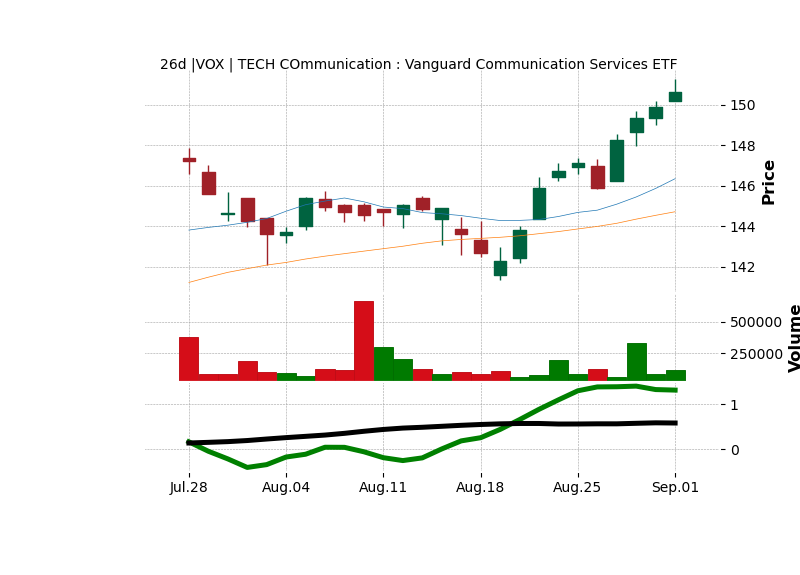 26d |VOX | TECH COmmunication : Vanguard Communication Services ETF
150
148
146
144
142
Price
500000
250000
Volume
1
0
Jul.28 Aug.04 Aug.11 Aug.18 Aug.25 Sep.01